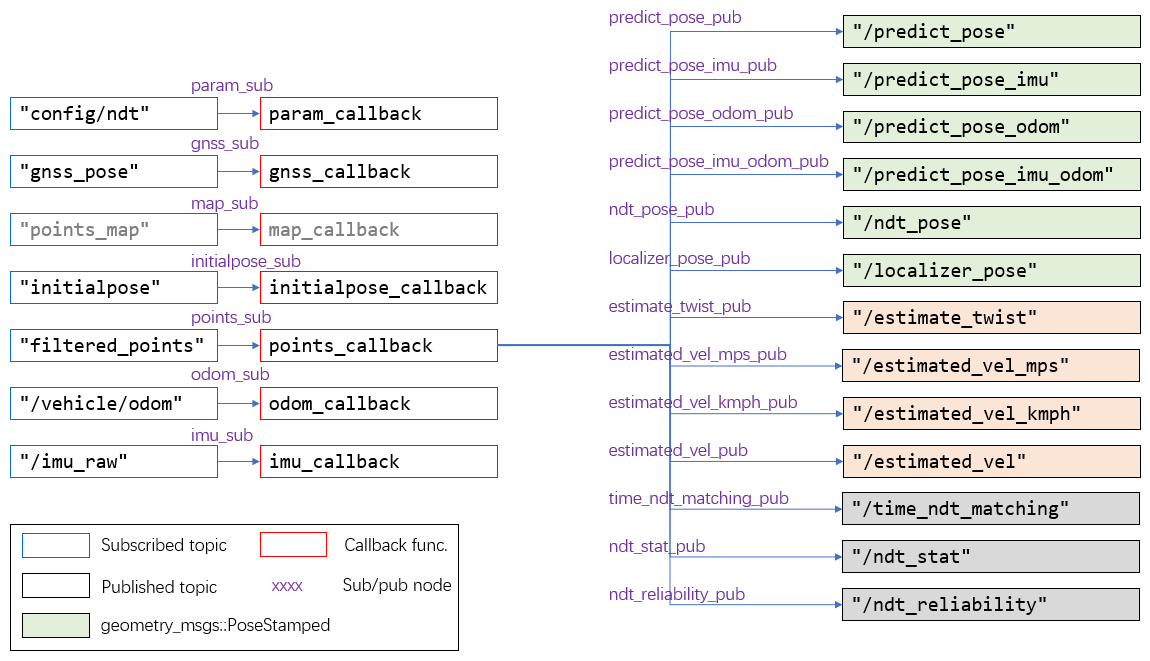 param_sub
"config/ndt"
param_callback
gnss_sub
"gnss_pose"
gnss_callback
map_sub
"points_map"
map_callback
initialpose_sub
"initialpose"
initialpose_callback
points_sub
"filtered_points"
points_callback
odom_sub
"/vehicle/odom"
odom_callback
imu_sub
"/imu_raw"
imu_callback
predict_pose_pub
"/predict_pose"
predict_pose_imu_pub
"/predict_pose_imu"
predict_pose_odom_pub
"/predict_pose_odom"
predict_pose_imu_odom_pub
"/predict_pose_imu_odom"
ndt_pose_pub
"/ndt_pose"
localizer_pose_pub
"/localizer_pose"
estimate_twist_pub
"/estimate_twist"
estimated_vel_mps_pub
"/estimated_vel_mps"
estimated_vel_kmph_pub
"/estimated_vel_kmph"
estimated_vel_pub
"/estimated_vel"
time_ndt_matching_pub
"/time_ndt_matching"
ndt_stat_pub
"/ndt_stat"
ndt_reliability_pub
"/ndt_reliability"
Subscribed topic
Callback func.
Published topic
xxxx
Sub/pub node
geometry_msgs::PoseStamped